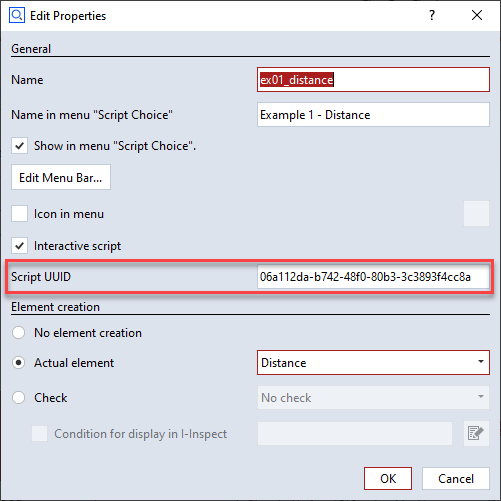 Edit Properties
General
Name ex01_distance
Name in menu "Script Choice" Example 1 - Distance
Show in menu "Script Choice".
Edit Menu Bar...
Icon in menu
Interactive script
Script UUID 06a112da-b742-48f0-80b3-3c3893f4cc8a
Element creation
No element creation
Actual element Distance
Check No check
Condition for display in I-Inspect
OK Cancel